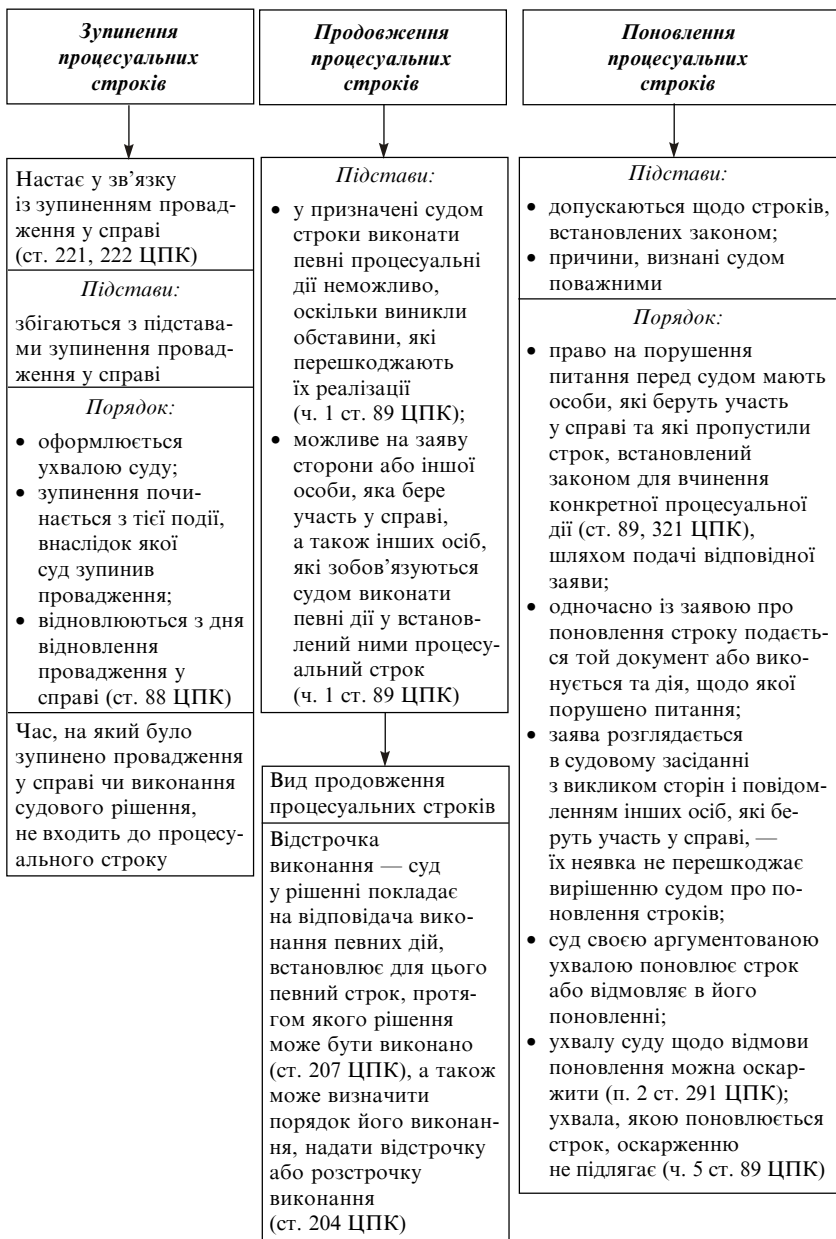 Зупинення
процесуальних
строків
Настає у зв’язку
із зупиненням провад-
ження у справі
(ст. 221, 222 ЦПК)
Підстави:
збігаються з підстава-
ми зупинення провад-
ження у справі
Порядок:
• оформлюється
ухвалою суду;
• зупинення почи-
нається з тієї події,
внаслідок якої
суд зупинив
провадження;
• відновлюються з дня
відновлення
провадження у
справі (ст. 88 ЦПК)
Час, на який було
зупинено провадження
у справі чи виконання
судового рішення,
не входить до процесу-
ального строку
Продовження
процесуальних
строків
Підстави:
• у призначені судом
строки виконати
певні процесуальні
дії неможливо,
оскільки виникли
обставини, які
перешкоджають
їх реалізації
(ч. 1 ст. 89 ЦПК);
• можливе на заяву
сторони або іншої
особи, яка бере
участь у справі,
а також інших осіб,
які зобов’язуються
судом виконати
певні дії у встанов-
лений ними процесу-
альний строк
(ч. 1 ст. 89 ЦПК)
Вид продовження
процесуальних строків
Відстрочка
виконання — суд
у рішенні покладає
на відповідача вико-
нання певних дій,
встановлює для цього
певний строк, протя-
гом якого рішення
може бути виконано
(ст. 207 ЦПК), а також
може визначити
порядок його виконан-
ня, надати відстрочку
або розстрочку
виконання
(ст. 204 ЦПК)
Поновлення
процесуальних
строків
Підстави:
• допускаються щодо строків,
встановлених законом;
• причини, визнані судом
поважними
Порядок:
• право на порушення
питання перед судом мають
особи, які беруть участь
у справі та які пропустили
строк, встановлений
законом для вчинення
конкретної процесуальної
дії (ст. 89, 321 ЦПК),
шляхом подачі відповідної
заяви;
• одночасно із заявою про
поновлення строку подаєть-
ся той документ або вико-
нується та дія, щодо якої
порушено питання;
• заява розглядається
в судовому засіданні
з викликом сторін і повідом-
ленням інших осіб, які бе-
руть участь у справі, —
їх неявка не перешкоджає
вирішенню судом про по-
новлення строків;
• суд своєю аргументованою
ухвалою поновлює строк
або відмовляє в його
поновленні;
• ухвалу суду щодо відмови
поновлення можна оскар-
жити (п. 2 ст. 291 ЦПК);
ухвала, якою поновлюється
строк, оскарженню
не підлягає (ч. 5 ст. 89 ЦПК)